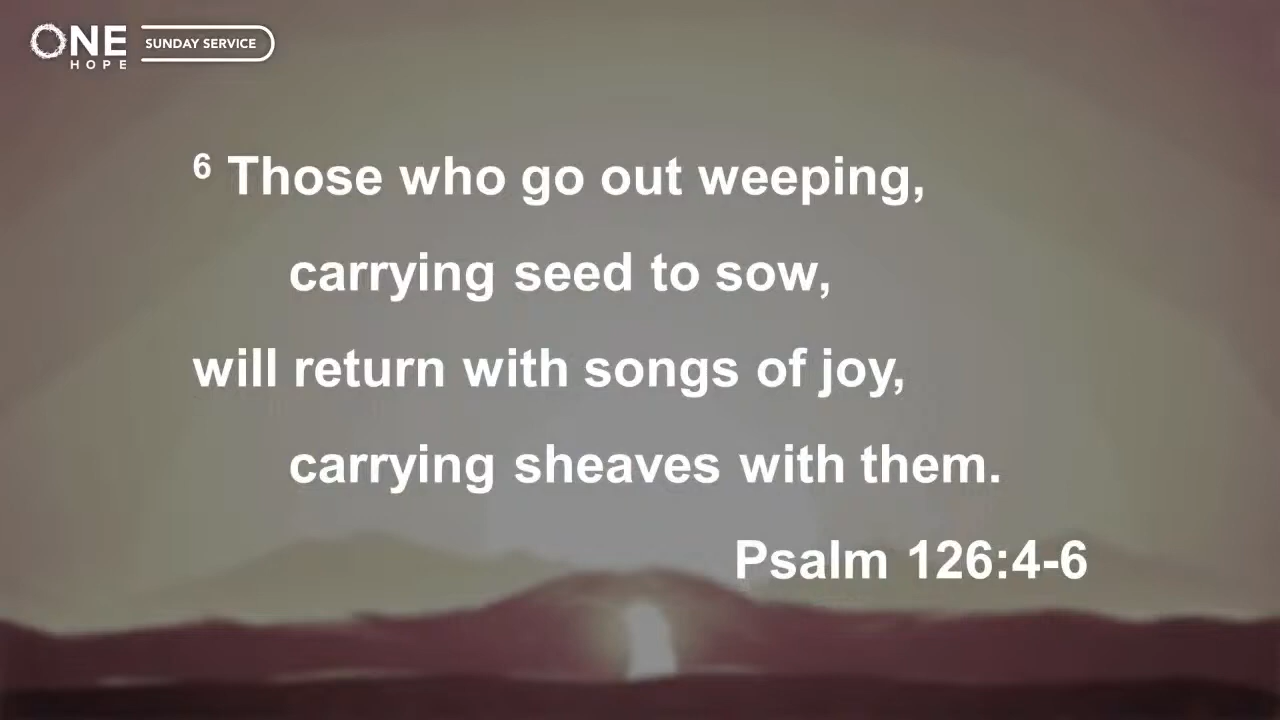 ONE
HOPE
SUNDAY SERVICE
6 Those who go out weeping,
carrying seed to sow,
will return with songs of joy,
carrying sheaves with them.
Psalm 126:4-6